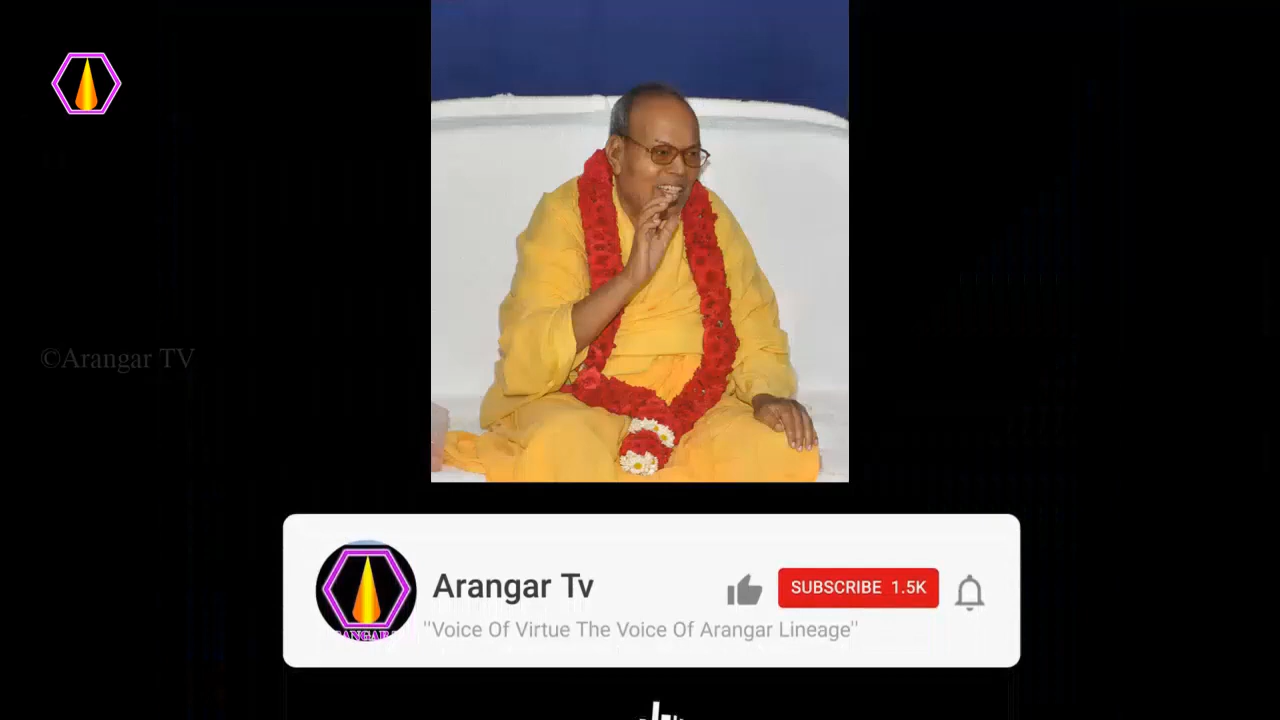 ©Arangar TV
Arangar Tv
SUBSCRIBE 1.5K
"Voice Of Virtue The Voice Of Arangar Lineage"